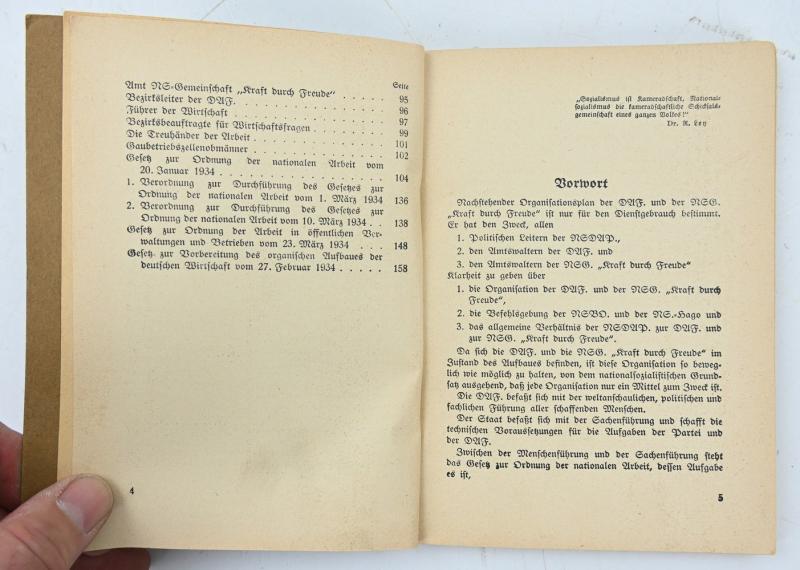 Seite
Amt NS-Gemeinschaft „Kraft durch Freude“ . . . . . 95
Bezirksleiter der DAF. . . . . . . . . . . . 96
Führer der Wirtschaft . . . . . . . . . . . 97
Bezirksbeauftragte für Wirtschaftsfragen . . . . . 99
Die Treuhänder der Arbeit . . . . . . . . . 101
Gaubetriebszellenobmänner . . . . . . . . . 102
Gesetz zur Ordnung der nationalen Arbeit vom
20. Januar 1934 . . . . . . . . . . . . 104
1. Verordnung zur Durchführung des Gesetzes zur
Ordnung der nationalen Arbeit vom 1. März 1934 136
2. Verordnung zur Durchführung des Gesetzes zur
Ordnung der nationalen Arbeit vom 10. März 1934 . . 138
Gesetz zur Ordnung der Arbeit in öffentlichen Ver-
waltungen und Betrieben vom 23. März 1934 . . . . 148
Gesetz zur Vorbereitung des organischen Aufbaues der
deutschen Wirtschaft vom 27. Februar 1934 . . . . . 158
4
„Sozialismus ist Kameradschaft, National-
sozialismus die kameradschaftliche Schicksals-
gemeinschaft eines ganzen Volkes!“
Dr. R. Ley
Vorwort
Nachstehender Organisationsplan der DAF. und der NSG.
„Kraft durch Freude“ ist nur für den Dienstgebrauch bestimmt.
Er hat den Zweck, allen
1. Politischen Leitern der NSDAP.,
2. den Amtswaltern der DAF. und
3. den Amtswaltern der NSG. „Kraft durch Freude“
Klarheit zu geben über
1. die Organisation der DAF. und der NSG. „Kraft durch
Freude“,
2. die Befehlsgebung der NSBO. und der NS.-Hago und
3. das allgemeine Verhältnis der NSDAP. zur DAF. und
zur NSG. „Kraft durch Freude“.
Da sich die DAF. und die NSG. „Kraft durch Freude“ im
Zustand des Aufbaues befinden, ist diese Organisation so beweg-
lich wie möglich zu halten, von dem nationalsozialistischen Grund-
satz ausgehend, daß jede Organisation nur ein Mittel zum Zweck ist.
Die DAF. befaßt sich mit der weltanschaulichen, politischen und
fachlichen Führung aller schaffenden Menschen.
Der Staat befaßt sich mit der Sachenführung und schafft die
technischen Voraussetzungen für die Aufgaben der Partei und
der DAF.
Zwischen der Menschenführung und der Sachenführung steht
das Gesetz zur Ordnung der nationalen Arbeit, dessen Aufgabe
es ist,
5